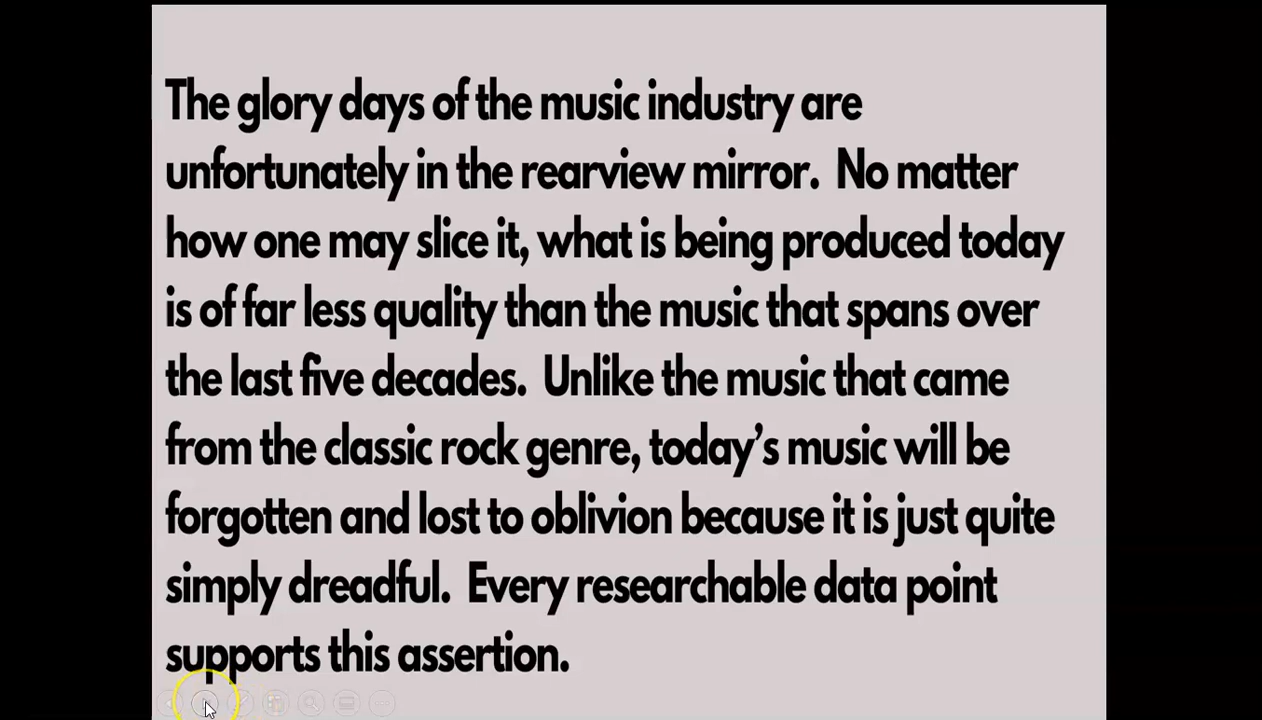 The glory days of the music industry are
unfortunately in the rearview mirror.  No matter
how one may slice it, what is being produced today
is of far less quality than the music that spans over
the last five decades.  Unlike the music that came
from the classic rock genre, today’s music will be
forgotten and lost to oblivion because it is just quite
simply dreadful.  Every researchable data point
supports this assertion.